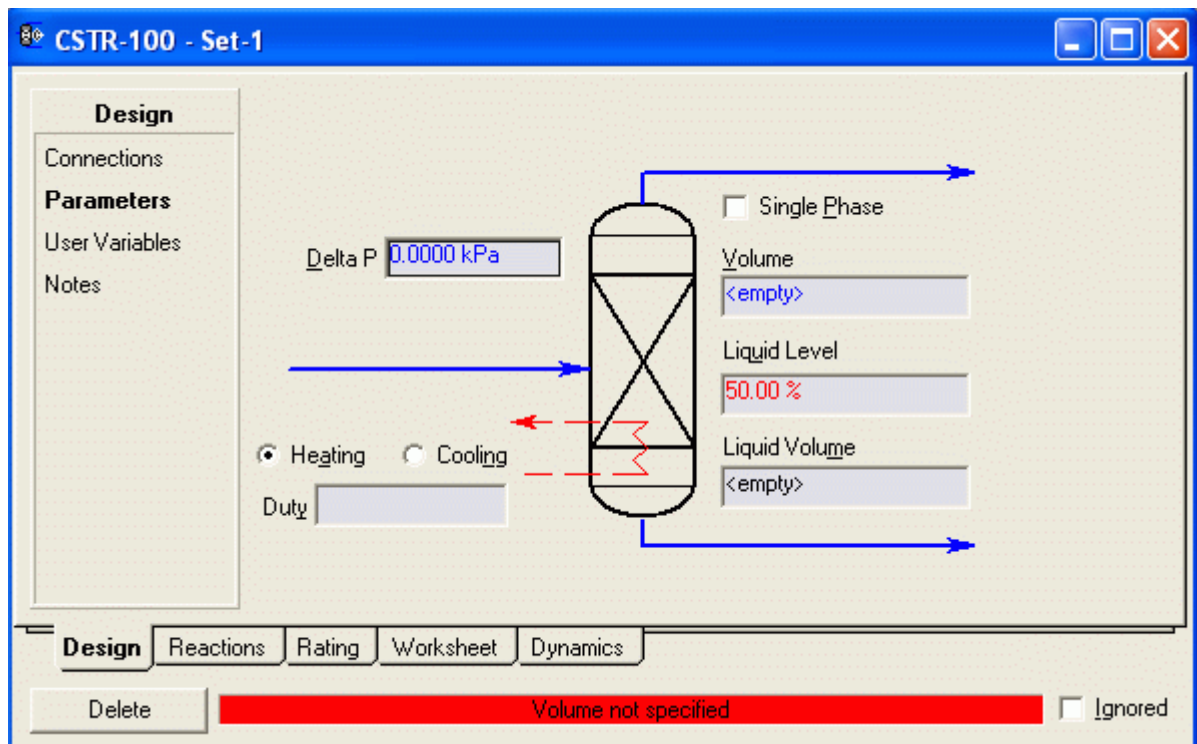 CSTR-100 - Set-1
Design
Connections
Parameters
User Variables
Notes
Delta P 0.0000 kPa
Single Phase
Volume
<empty>
Liquid Level
50.00 %
Heating Cooling
Duty
Liquid Volume
<empty>
Design Reactions Rating Worksheet Dynamics
Delete Volume not specified Ignored